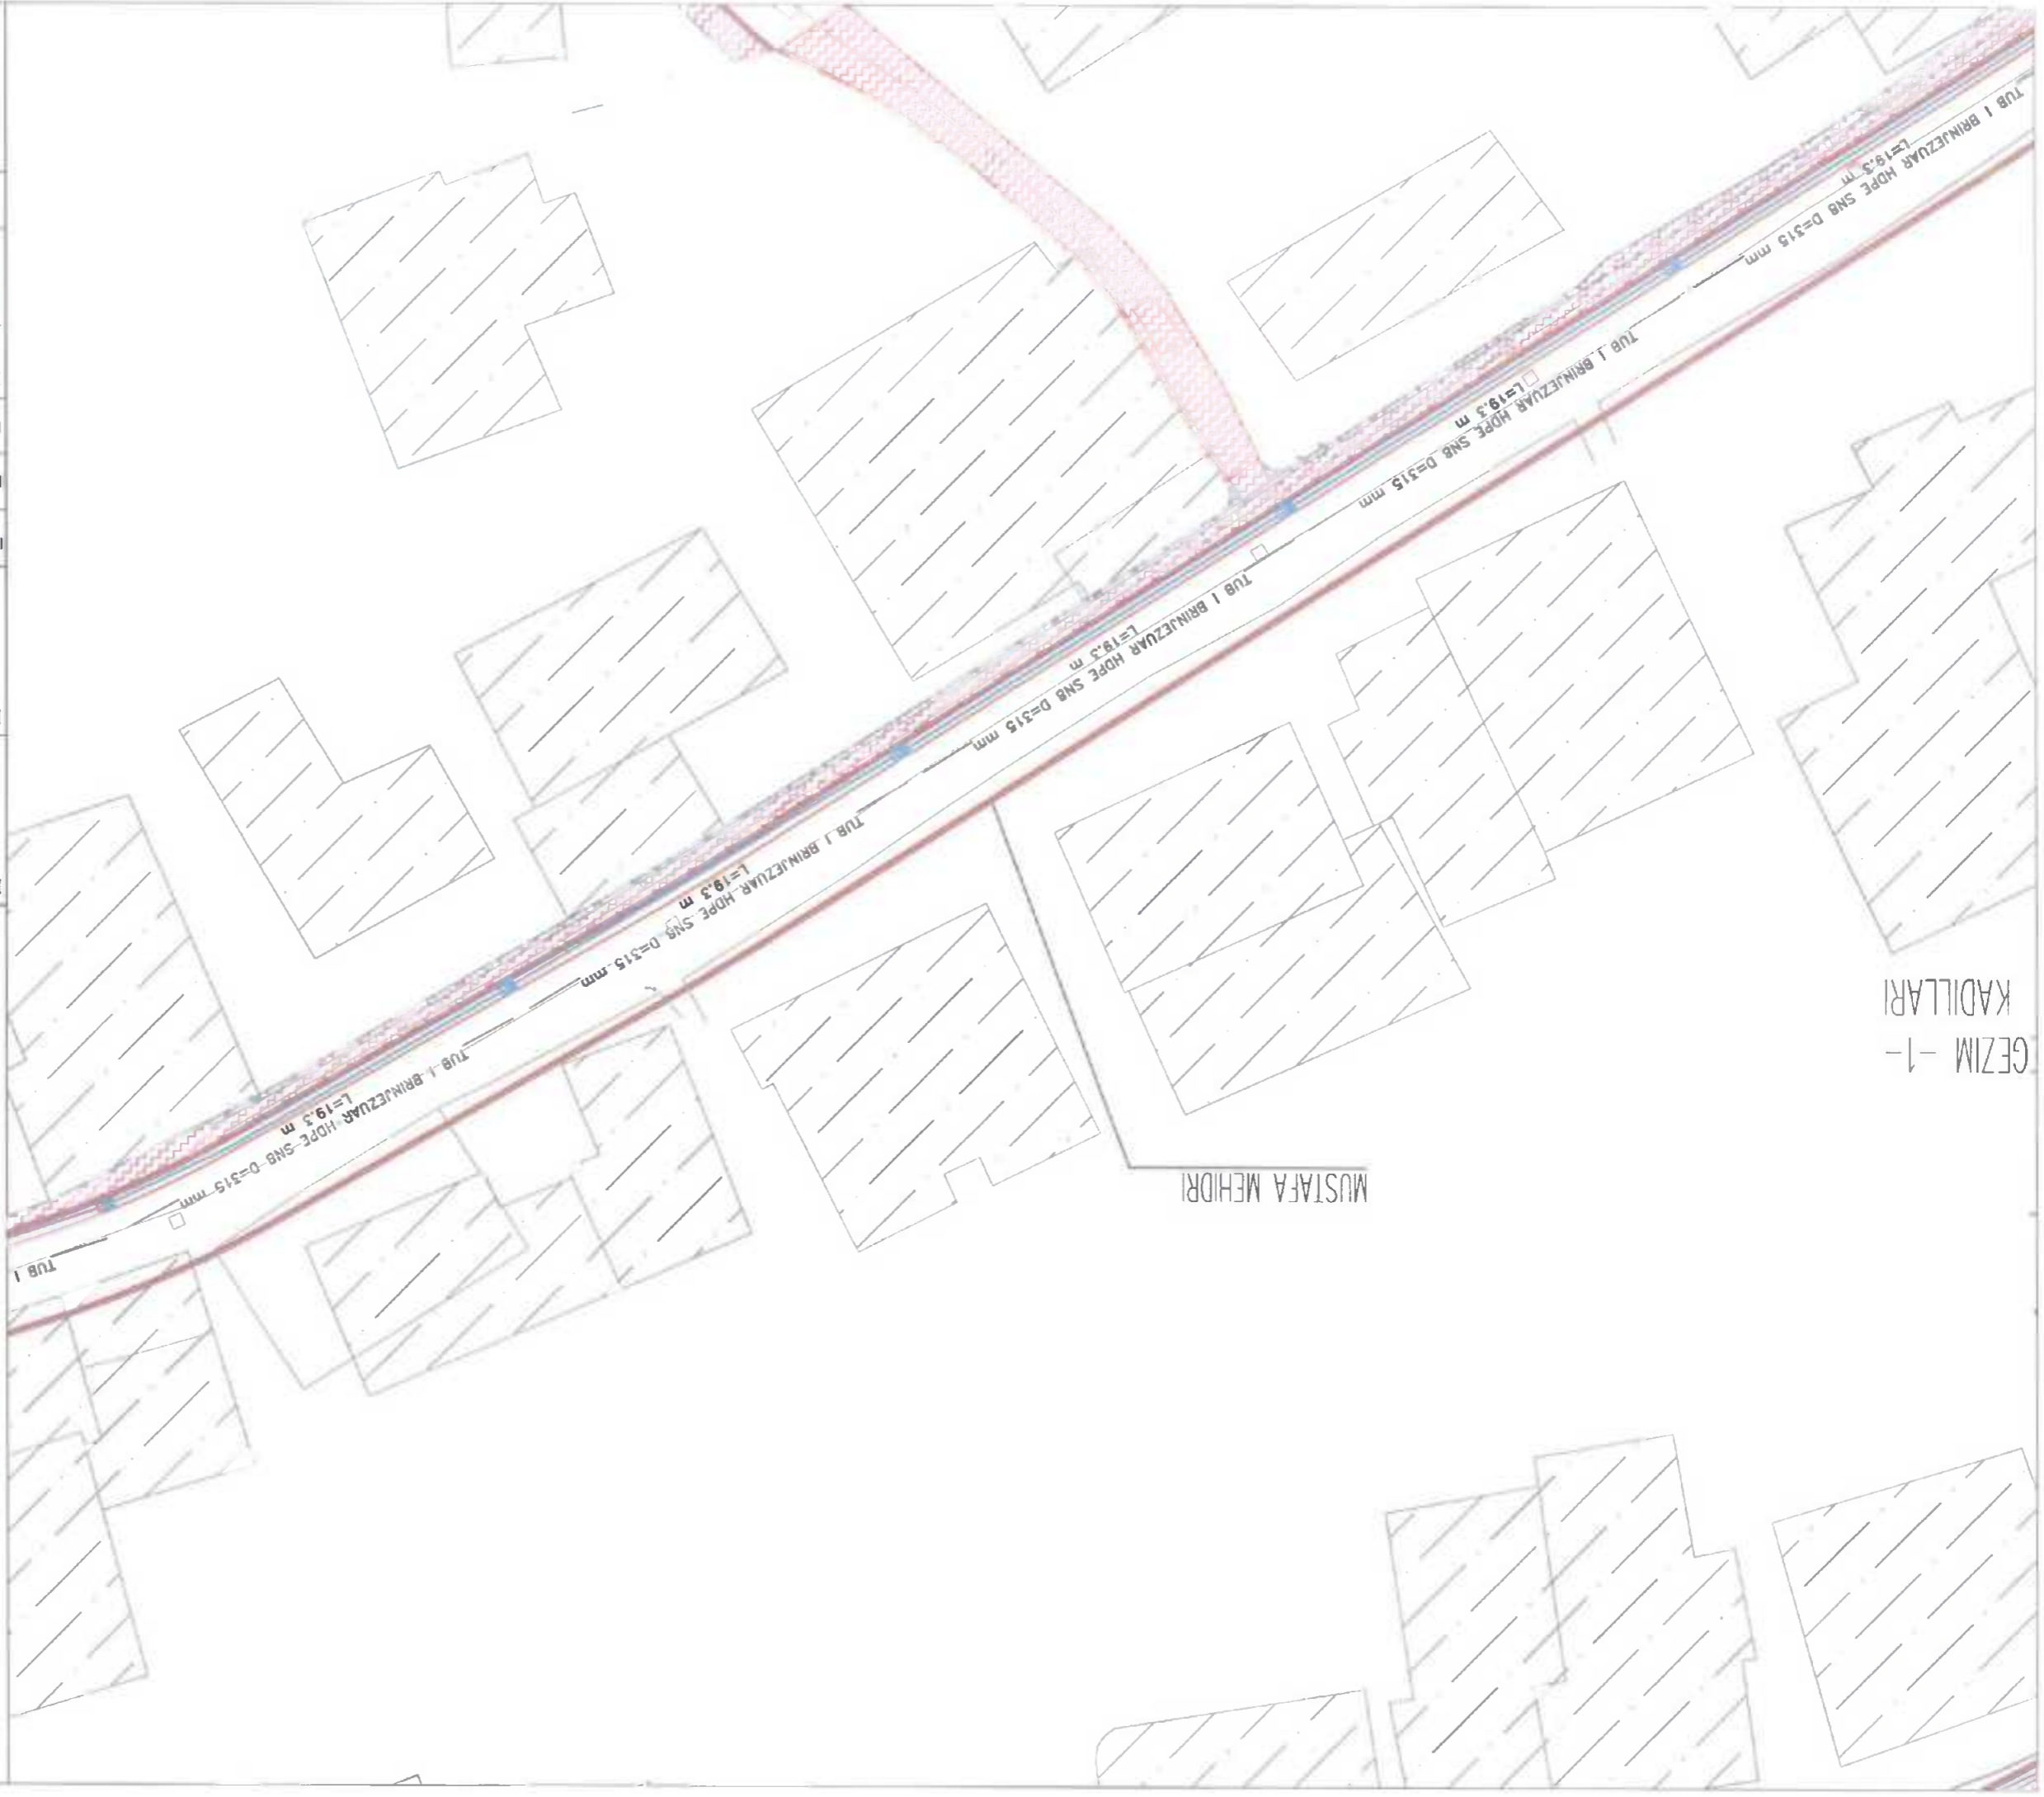 MUSTAFA MEHIDRI
GEZIM -1-
KADILLARI
TUB I
TUB I BRINJEZUAR HDPE SN8 D=315 mm
L=19.3 m
TUB I BRINJEZUAR HDPE SN8 D=315 mm
L=19.3 m
TUB I BRINJEZUAR HDPE SN8 D=315 mm
L=19.3 m
TUB I BRINJEZUAR HDPE SN8 D=315 mm
L=19.3 m
TUB I BRINJEZUAR HDPE SN8 D=315 mm
L=19.3 m